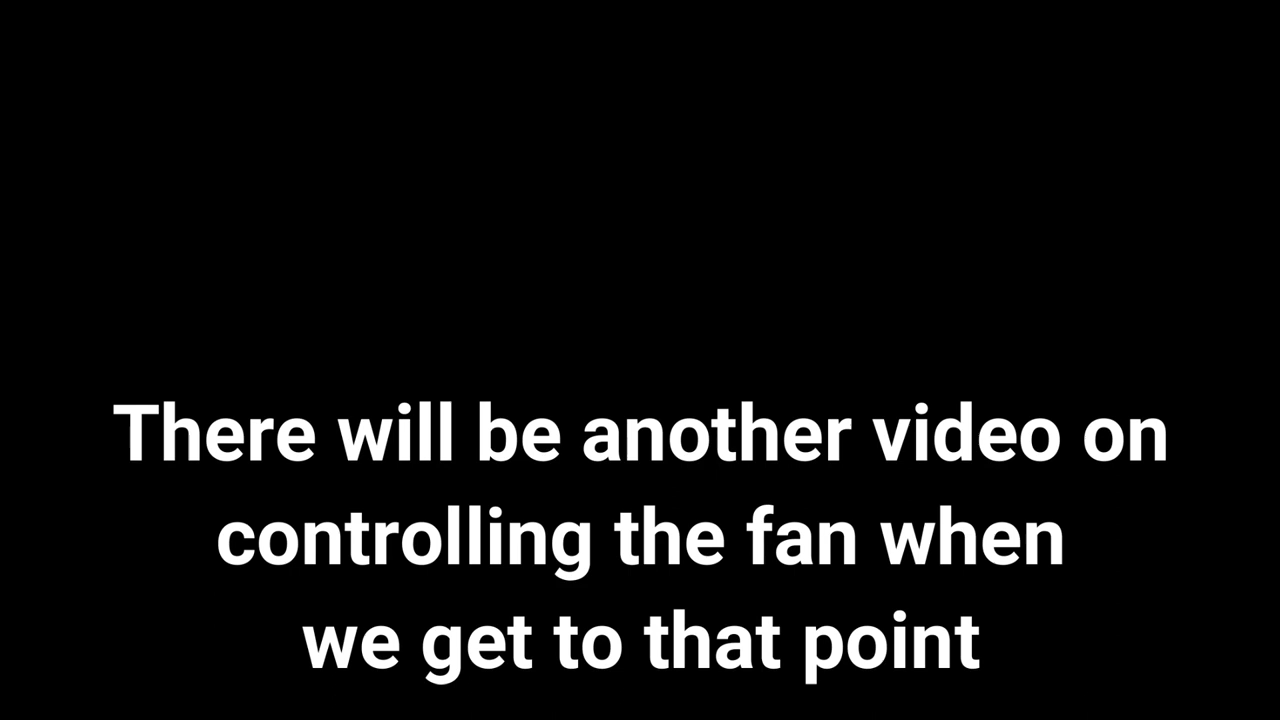 There will be another video on
controlling the fan when
we get to that point